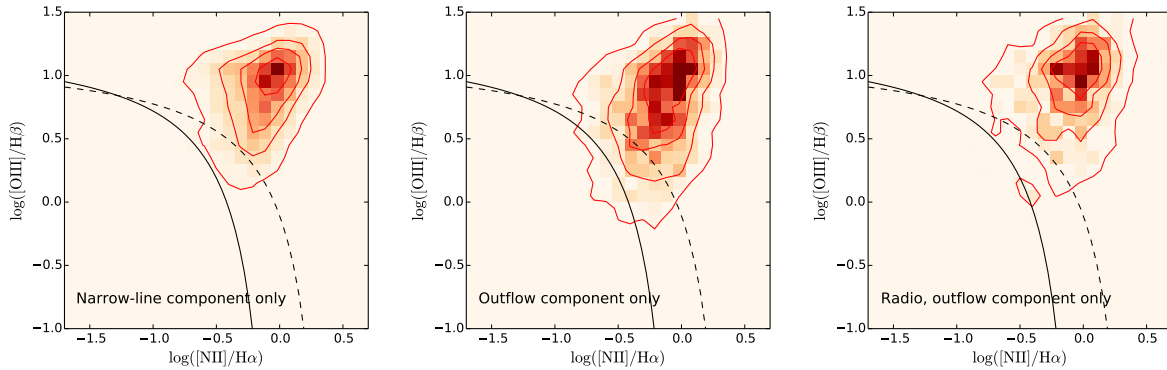 1.5
1.0
0.5
0.0
−0.5
−1.0
log([OIII]/Hβ)
Narrow-line component only
−1.5 −1.0 −0.5 0.0 0.5
log([NII]/Hα)
1.5
1.0
0.5
0.0
−0.5
−1.0
log([OIII]/Hβ)
Outflow component only
−1.5 −1.0 −0.5 0.0 0.5
log([NII]/Hα)
1.5
1.0
0.5
0.0
−0.5
−1.0
log([OIII]/Hβ)
Radio, outflow component only
−1.5 −1.0 −0.5 0.0 0.5
log([NII]/Hα)